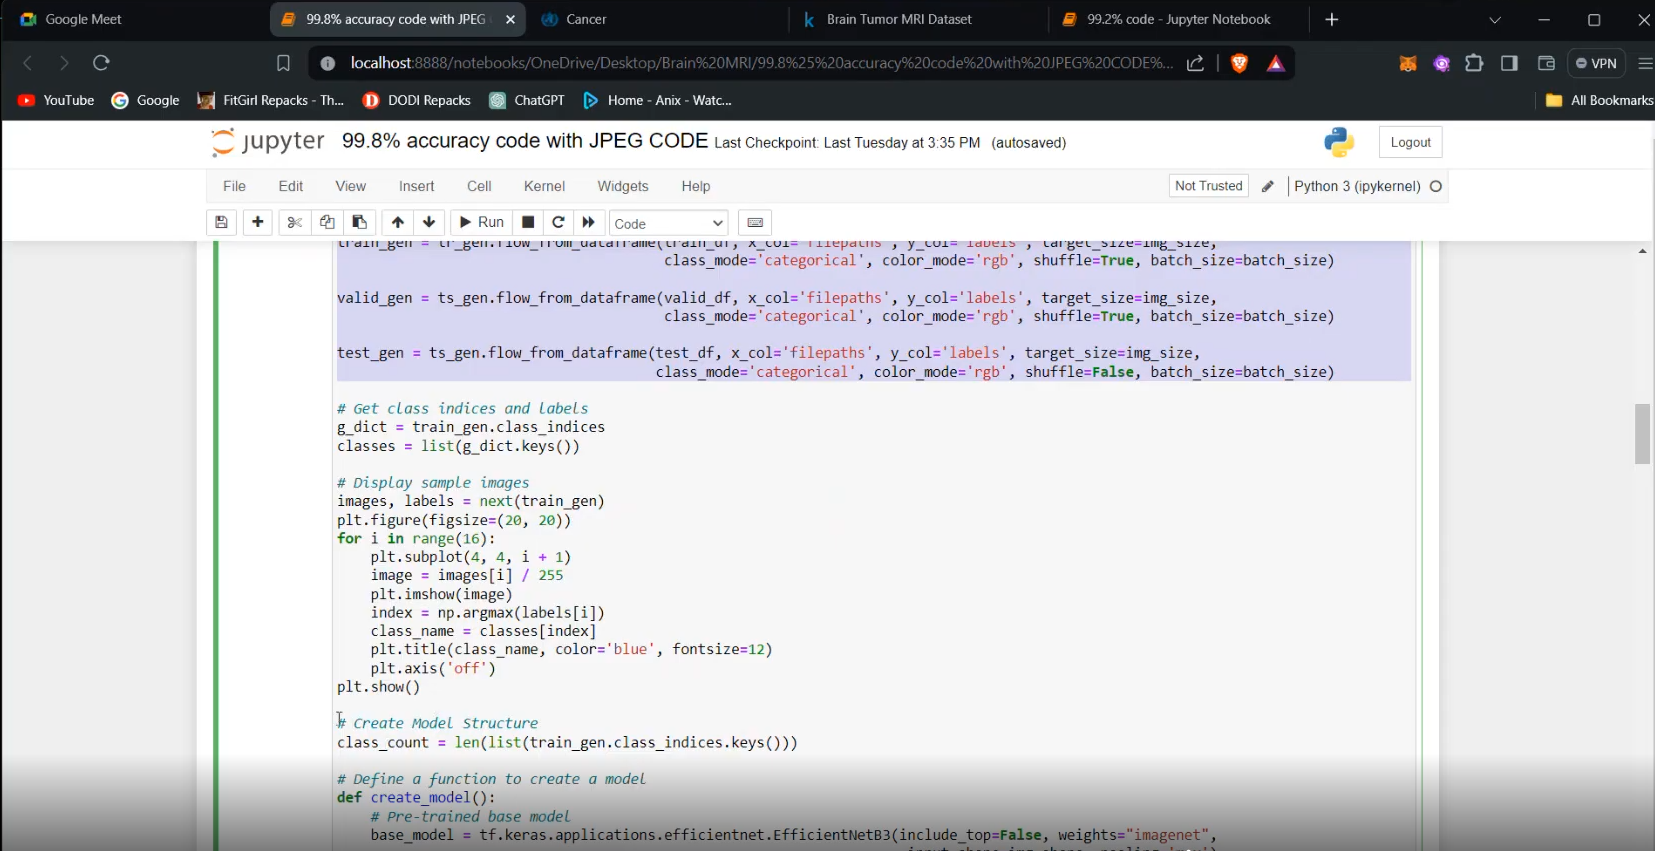 Google Meet
99.8% accuracy code with JPEG
Cancer
Brain Tumor MRI Dataset
99.2% code - Jupyter Notebook
localhost:8888/notebooks/OneDrive/Desktop/Brain%20MRI/99.8%25%20accuracy%20code%20with%20JPEG%20CODE%...
VPN
YouTube
Google
FitGirl Repacks - Th...
DODI Repacks
ChatGPT
Home - Anix - Watc...
All Bookmarks
jupyter 99.8% accuracy code with JPEG CODE Last Checkpoint: Last Tuesday at 3:35 PM (autosaved)
Logout
File Edit View Insert Cell Kernel Widgets Help
Not Trusted
Python 3 (ipykernel)
Run
Code
train_gen = tr_gen.flow_from_dataframe(train_df, x_col='filepaths', y_col='labels', target_size=img_size,
class_mode='categorical', color_mode='rgb', shuffle=True, batch_size=batch_size)
valid_gen = ts_gen.flow_from_dataframe(valid_df, x_col='filepaths', y_col='labels', target_size=img_size,
class_mode='categorical', color_mode='rgb', shuffle=True, batch_size=batch_size)
test_gen = ts_gen.flow_from_dataframe(test_df, x_col='filepaths', y_col='labels', target_size=img_size,
class_mode='categorical', color_mode='rgb', shuffle=False, batch_size=batch_size)
# Get class indices and labels
g_dict = train_gen.class_indices
classes = list(g_dict.keys())
# Display sample images
images, labels = next(train_gen)
plt.figure(figsize=(20, 20))
for i in range(16):
plt.subplot(4, 4, i + 1)
image = images[i] / 255
plt.imshow(image)
index = np.argmax(labels[i])
class_name = classes[index]
plt.title(class_name, color='blue', fontsize=12)
plt.axis('off')
plt.show()
# Create Model Structure
class_count = len(list(train_gen.class_indices.keys()))
# Define a function to create a model
def create_model():
# Pre-trained base model
base_model = tf.keras.applications.efficientnet.EfficientNetB3(include_top=False, weights="imagenet",